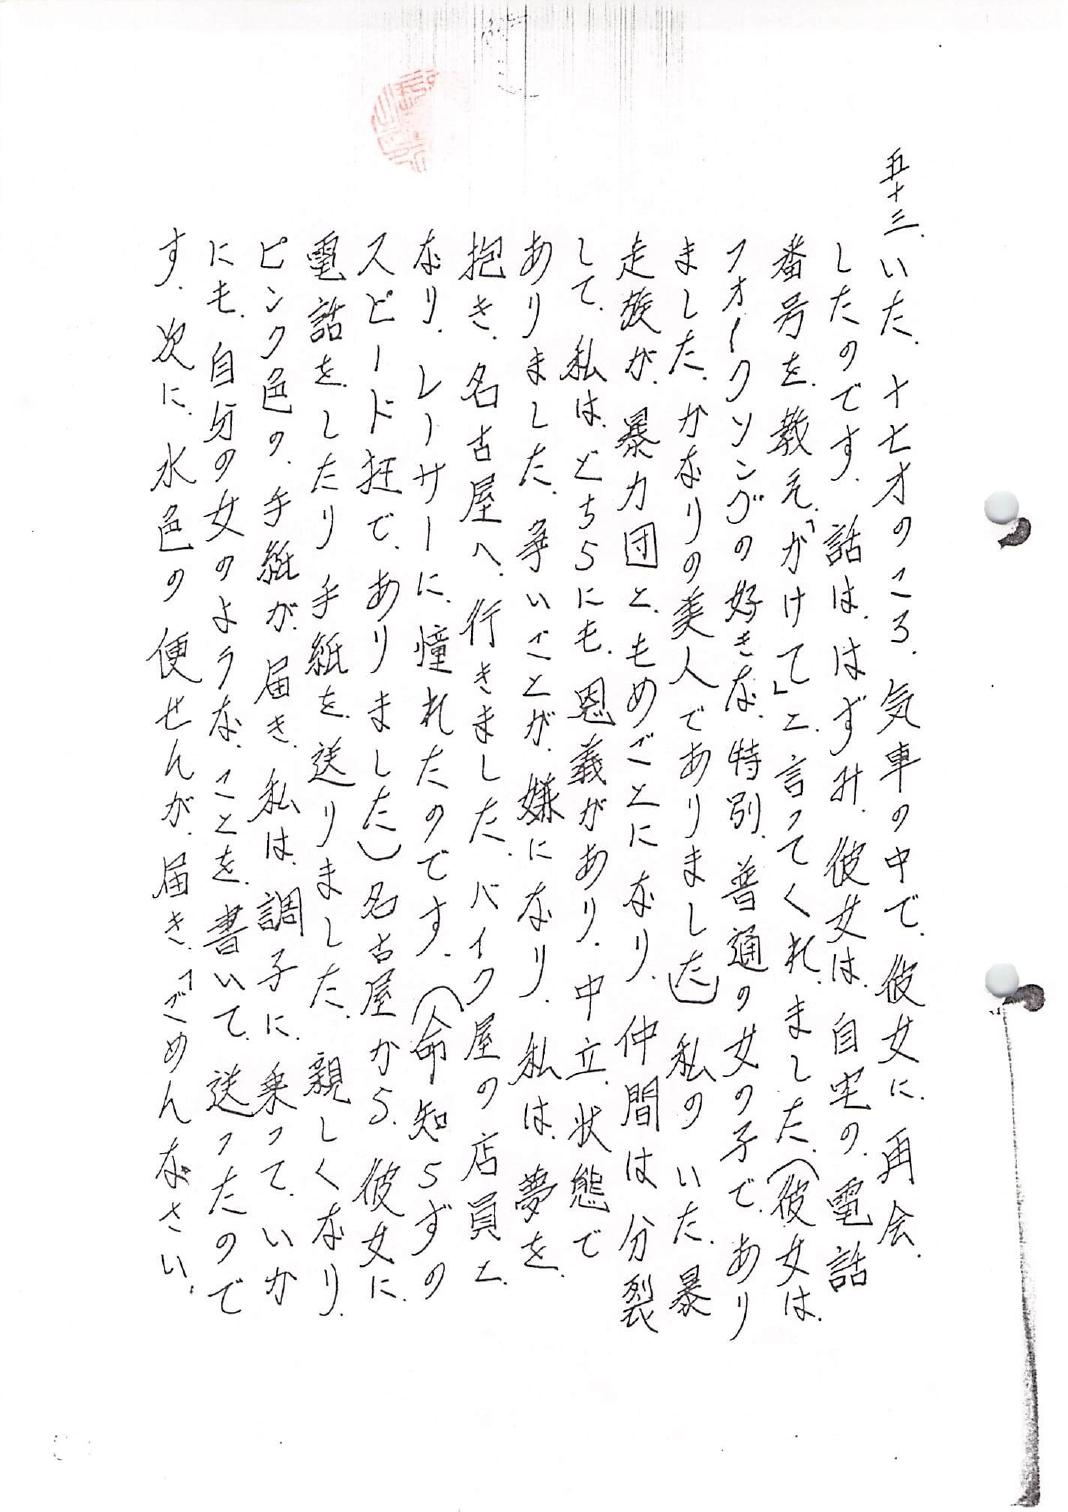 五十三、いた、十七才のころ、気車の中で、彼女に、再会、
したのです、話は、はずみ、彼女は、自宅の、電話
番号を、教え、「かけて」と、言ってくれ、ました、(彼女は、
フォークソングの好きな、特別、普通の女の子で、あり
ました、かなりの美人でありました)私の、いた、暴
走族が、暴力団と、もめごとになり、仲間は分裂
して、私は、どちらにも、恩義があり、中立、状態で
ありました、争いごとが、嫌になり、私は、夢を、
抱き、名古屋へ、行きました、バイク屋の店員と、
なり、レーサーに、憧れたのです、(命知らずの
スピード狂で、ありました)名古屋から、彼女に、
電話を、したり、手紙を、送りました、親しくなり、
ピンク色の、手紙が、届き、私は、調子に、乗って、いか
にも、自分の女のような、ことを、書いて、送ったので
す、次に、水色の、便せんが、届き、「ごめんなさい、